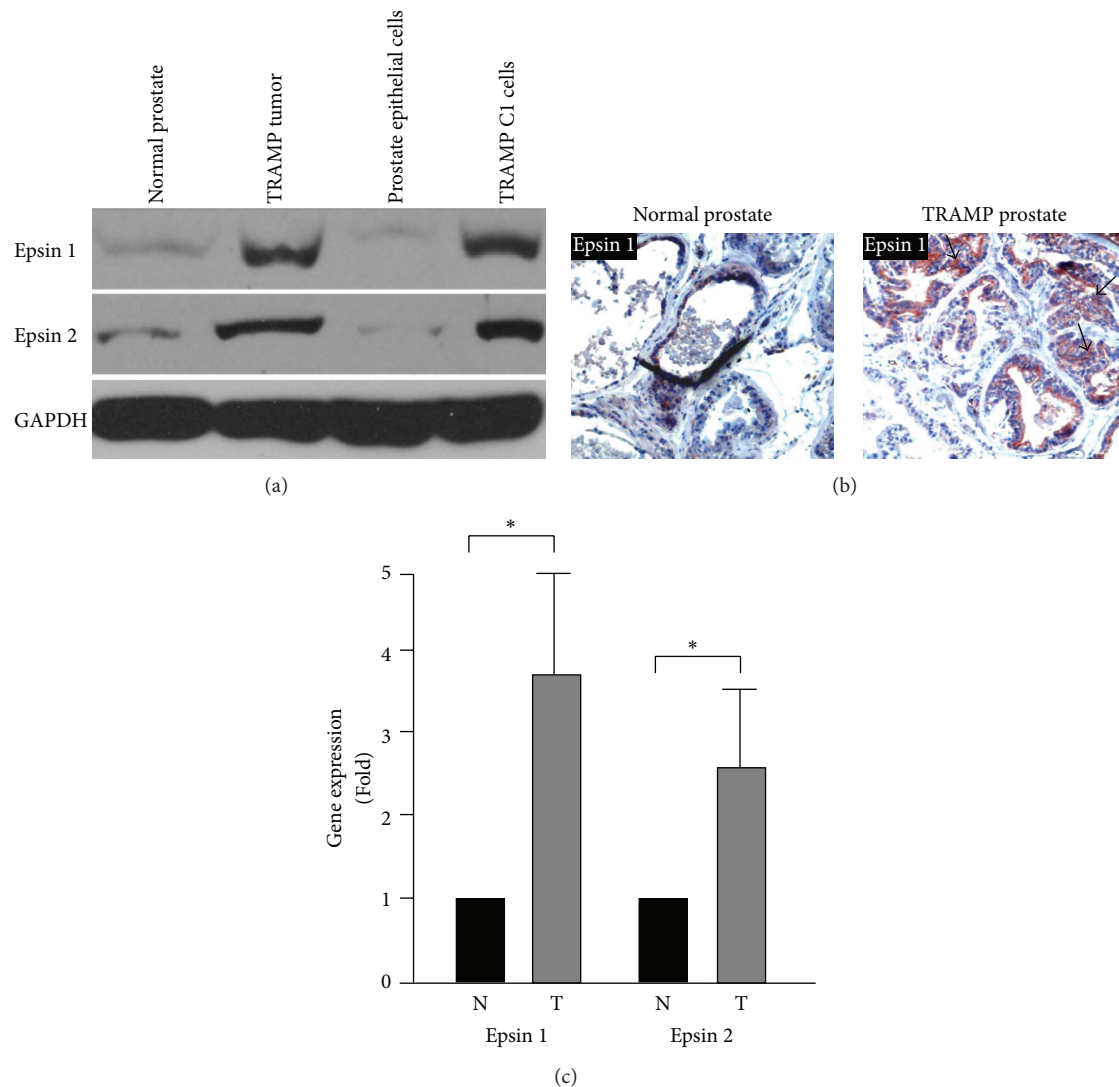 Normal prostate
TRAMP tumor
Prostate epithelial cells
TRAMP C1 cells
Epsin 1
Epsin 2
GAPDH
(a)
Normal prostate
TRAMP prostate
Epsin 1
Epsin 1
(b)
*
*
5
4
3
2
1
0
Gene expression
(Fold)
N
T
N
T
Epsin 1
Epsin 2
(c)